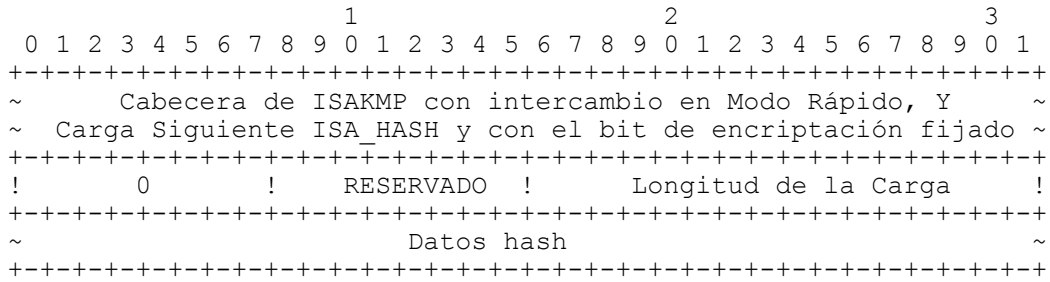 1                   2                   3
 0 1 2 3 4 5 6 7 8 9 0 1 2 3 4 5 6 7 8 9 0 1 2 3 4 5 6 7 8 9 0 1
+-+-+-+-+-+-+-+-+-+-+-+-+-+-+-+-+-+-+-+-+-+-+-+-+-+-+-+-+-+-+-+-+
~      Cabecera de ISAKMP con intercambio en Modo Rápido, Y     ~
~  Carga Siguiente ISA_HASH y con el bit de encriptación fijado ~
+-+-+-+-+-+-+-+-+-+-+-+-+-+-+-+-+-+-+-+-+-+-+-+-+-+-+-+-+-+-+-+-+
!       0       !    RESERVADO  !      Longitud de la Carga     !
+-+-+-+-+-+-+-+-+-+-+-+-+-+-+-+-+-+-+-+-+-+-+-+-+-+-+-+-+-+-+-+-+
~                        Datos hash                             ~
+-+-+-+-+-+-+-+-+-+-+-+-+-+-+-+-+-+-+-+-+-+-+-+-+-+-+-+-+-+-+-+-+